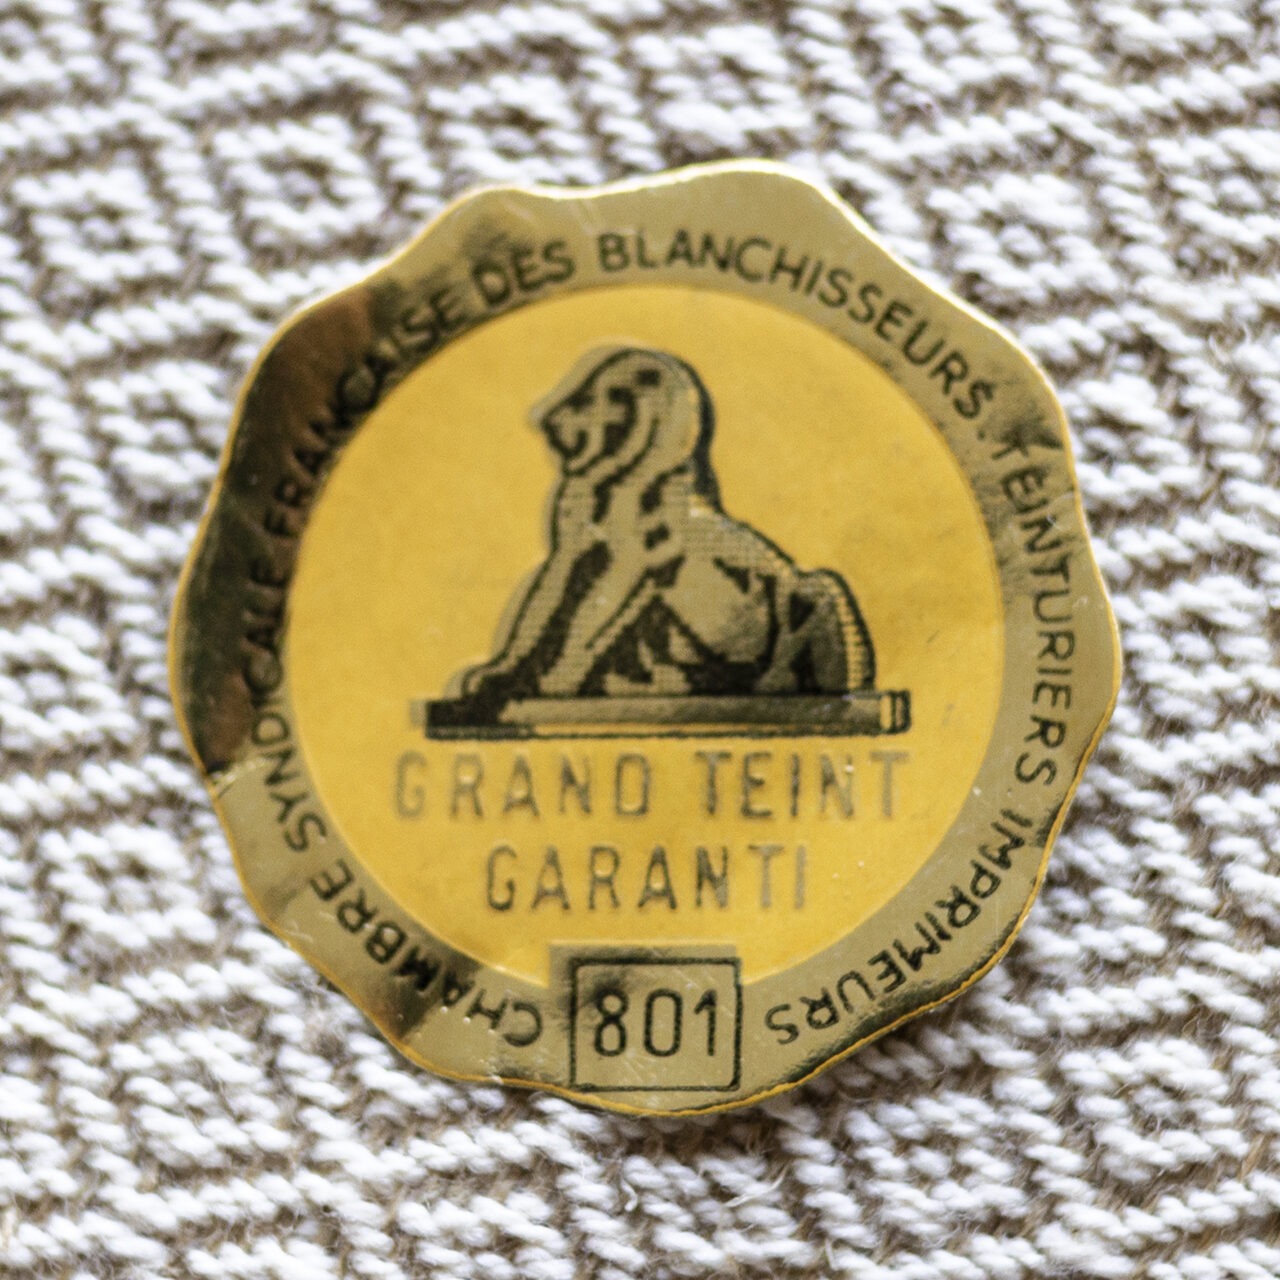 CHAMBRE SYNDICALE FRANÇAISE DES BLANCHISSEURS. TEINTURIERS IMPRIMEURS
GRAND TEINT
GARANTI
801